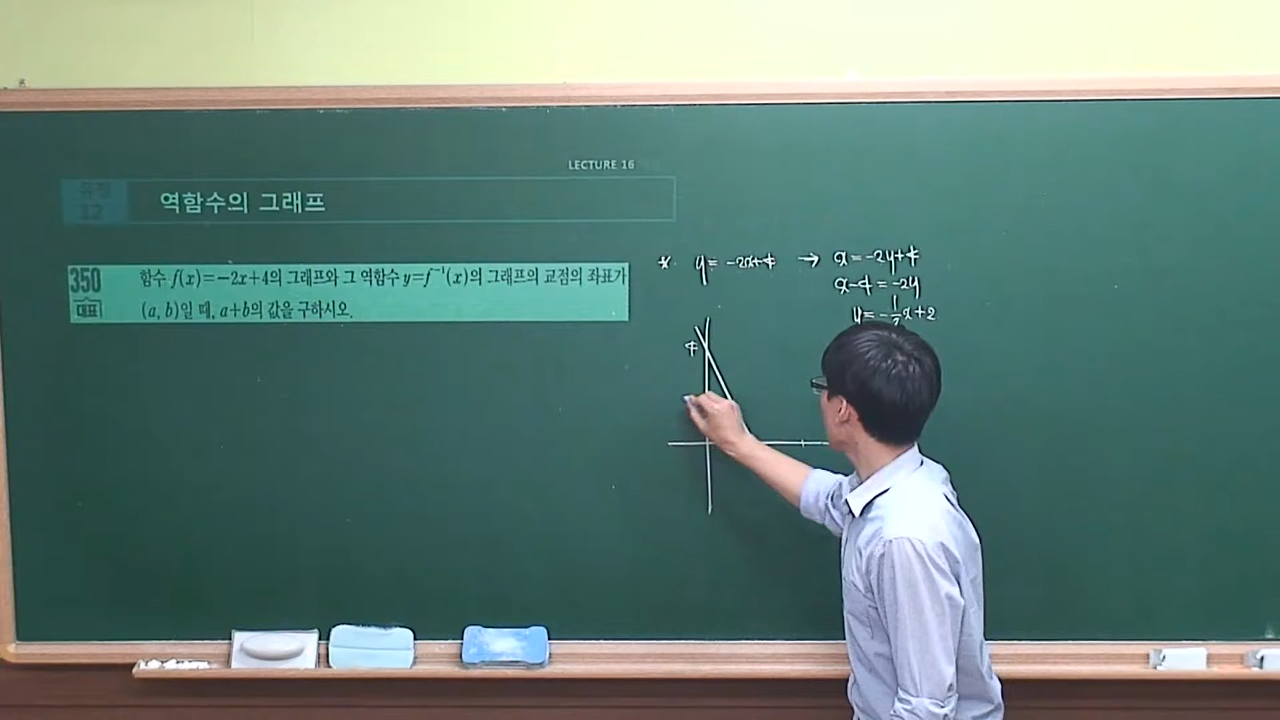 LECTURE 16
유형
12
역함수의 그래프
350
대표
함수 f(x)=-2x+4의 그래프와 그 역함수 y=f⁻¹(x)의 그래프의 교점의 좌표가
(a, b)일 때, a+b의 값을 구하시오.
y = -2x+4 → x = -2y+4
x-4 = -2y
y = -1/2x+2
4